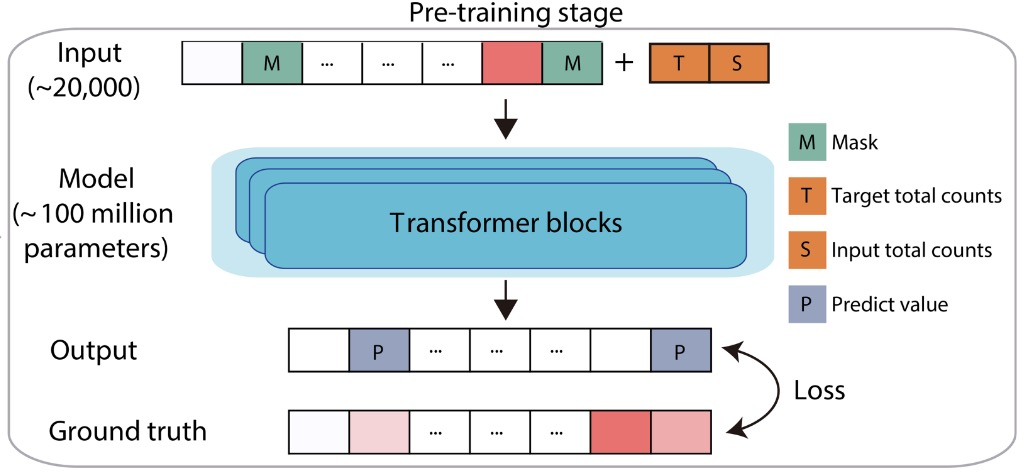 Pre-training stage
Input
(~20,000)
M ... ... ... M + T S
Model
(~100 million
parameters)
Transformer blocks
M Mask
T Target total counts
S Input total counts
P Predict value
Output
P ... ... ... P
Loss
Ground truth
... ... ...